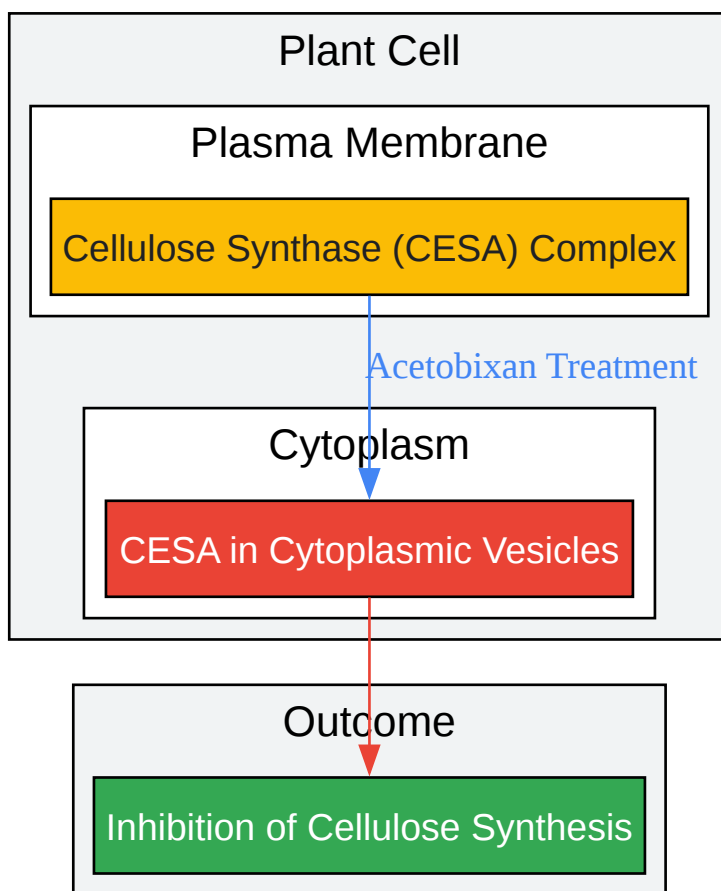 Plant Cell
Plasma Membrane
Cellulose Synthase (CESA) Complex
Acetobixan Treatment
Cytoplasm
CESA in Cytoplasmic Vesicles
Outcome
Inhibition of Cellulose Synthesis